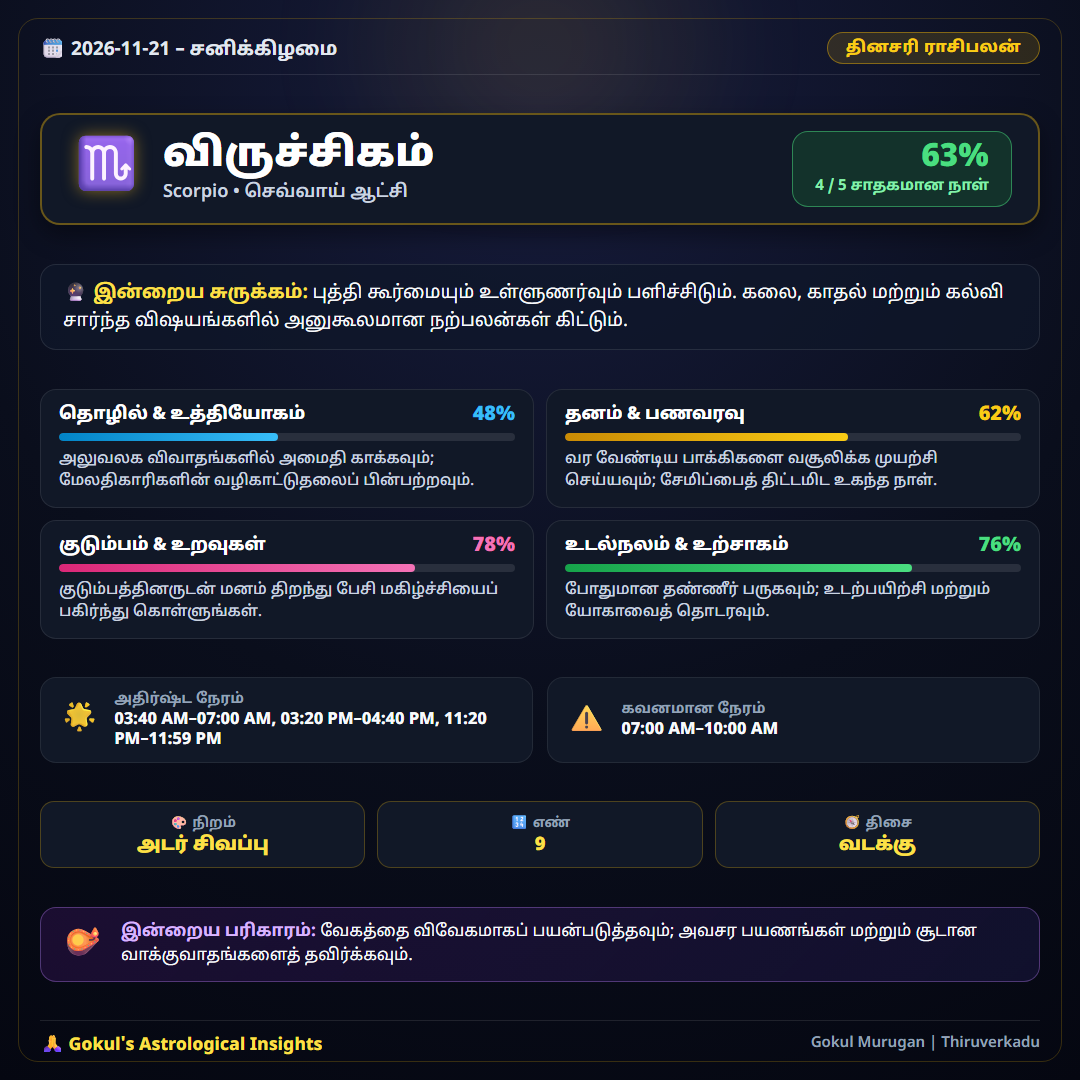 2026-11-21 – சனிக்கிழமை
தினசரி ராசிபலன்
விருச்சிகம்
Scorpio • செவ்வாய் ஆட்சி
63%
4 / 5 சாதகமான நாள்
இன்றைய சுருக்கம்: புத்தி கூர்மையும் உள்ளுணர்வும் பளிச்சிடும். கலை, காதல் மற்றும் கல்வி
சார்ந்த விஷயங்களில் அனுகூலமான நற்பலன்கள் கிட்டும்.
தொழில் & உத்தியோகம்
48%
அலுவலக விவாதங்களில் அமைதி காக்கவும்;
மேலதிகாரிகளின் வழிகாட்டுதலைப் பின்பற்றவும்.
தனம் & பணவரவு
62%
வர வேண்டிய பாக்கிகளை வசூலிக்க முயற்சி
செய்யவும்; சேமிப்பைத் திட்டமிட உகந்த நாள்.
குடும்பம் & உறவுகள்
78%
குடும்பத்தினருடன் மனம் திறந்து பேசி மகிழ்ச்சியைப்
பகிர்ந்து கொள்ளுங்கள்.
உடல்நலம் & உற்சாகம்
76%
போதுமான தண்ணீர் பருகவும்; உடற்பயிற்சி மற்றும்
யோகாவைத் தொடரவும்.
அதிர்ஷ்ட நேரம்
03:40 AM–07:00 AM, 03:20 PM–04:40 PM, 11:20
PM–11:59 PM
கவனமான நேரம்
07:00 AM–10:00 AM
நிறம்
அடர் சிவப்பு
எண்
9
திசை
வடக்கு
இன்றைய பரிகாரம்: வேகத்தை விவேகமாகப் பயன்படுத்தவும்; அவசர பயணங்கள் மற்றும் சூடான
வாக்குவாதங்களைத் தவிர்க்கவும்.
Gokul's Astrological Insights
Gokul Murugan | Thiruverkadu